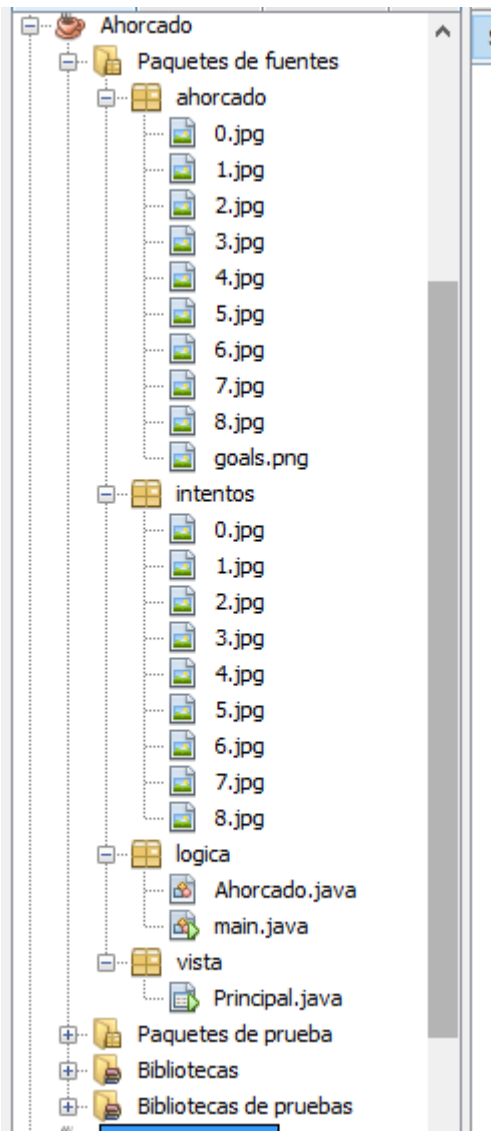 Ahorcado
Paquetes de fuentes
ahorcado
0.jpg
1.jpg
2.jpg
3.jpg
4.jpg
5.jpg
6.jpg
7.jpg
8.jpg
goals.png
intentos
0.jpg
1.jpg
2.jpg
3.jpg
4.jpg
5.jpg
6.jpg
7.jpg
8.jpg
logica
Ahorcado.java
main.java
vista
Principal.java
Paquetes de prueba
Bibliotecas
Bibliotecas de pruebas